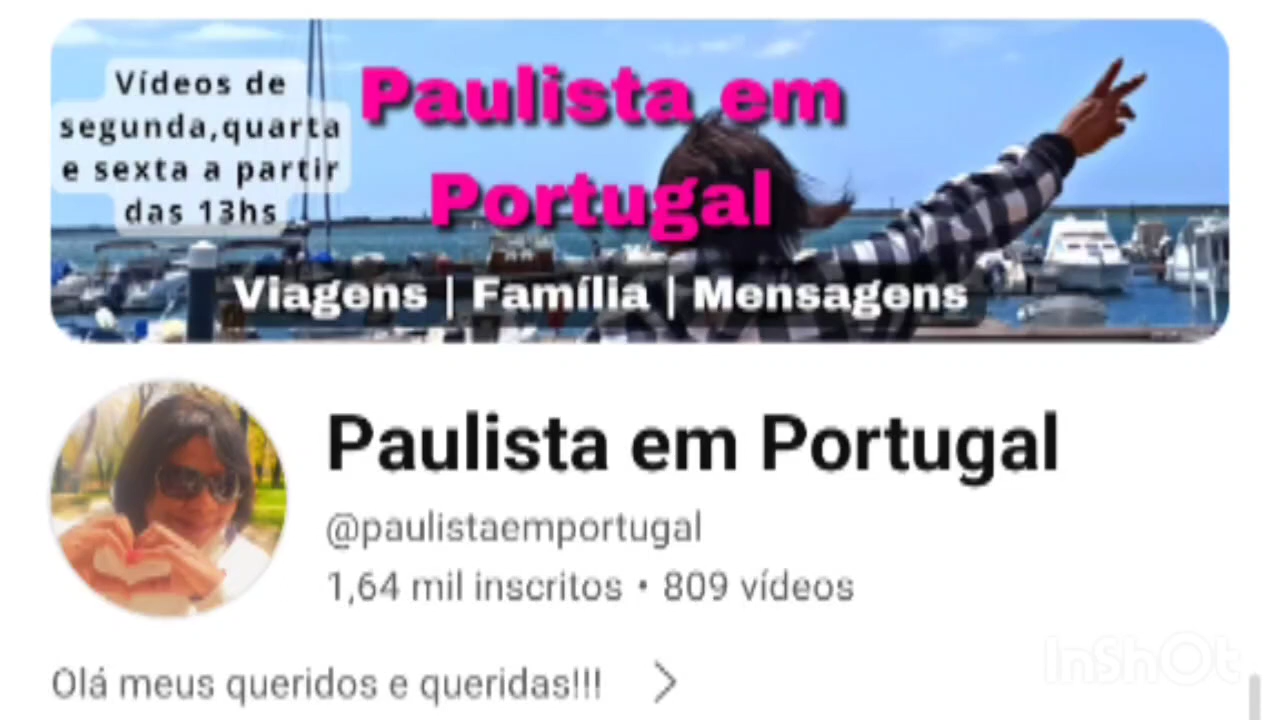 Vídeos de
segunda,quarta
e sexta a partir
das 13hs
Paulista em
Portugal
Viagens | Família | Mensagens
Paulista em Portugal
@paulistaemportugal
1,64 mil inscritos • 809 vídeos
Olá meus queridos e queridas!!!
InShOt